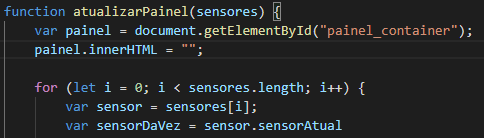 function atualizarPainel(sensores) {
    var painel = document.getElementById("painel_container");
    painel.innerHTML = "";

    for (let i = 0; i < sensores.length; i++) {
        var sensor = sensores[i];
        var sensorDaVez = sensor.sensorAtual